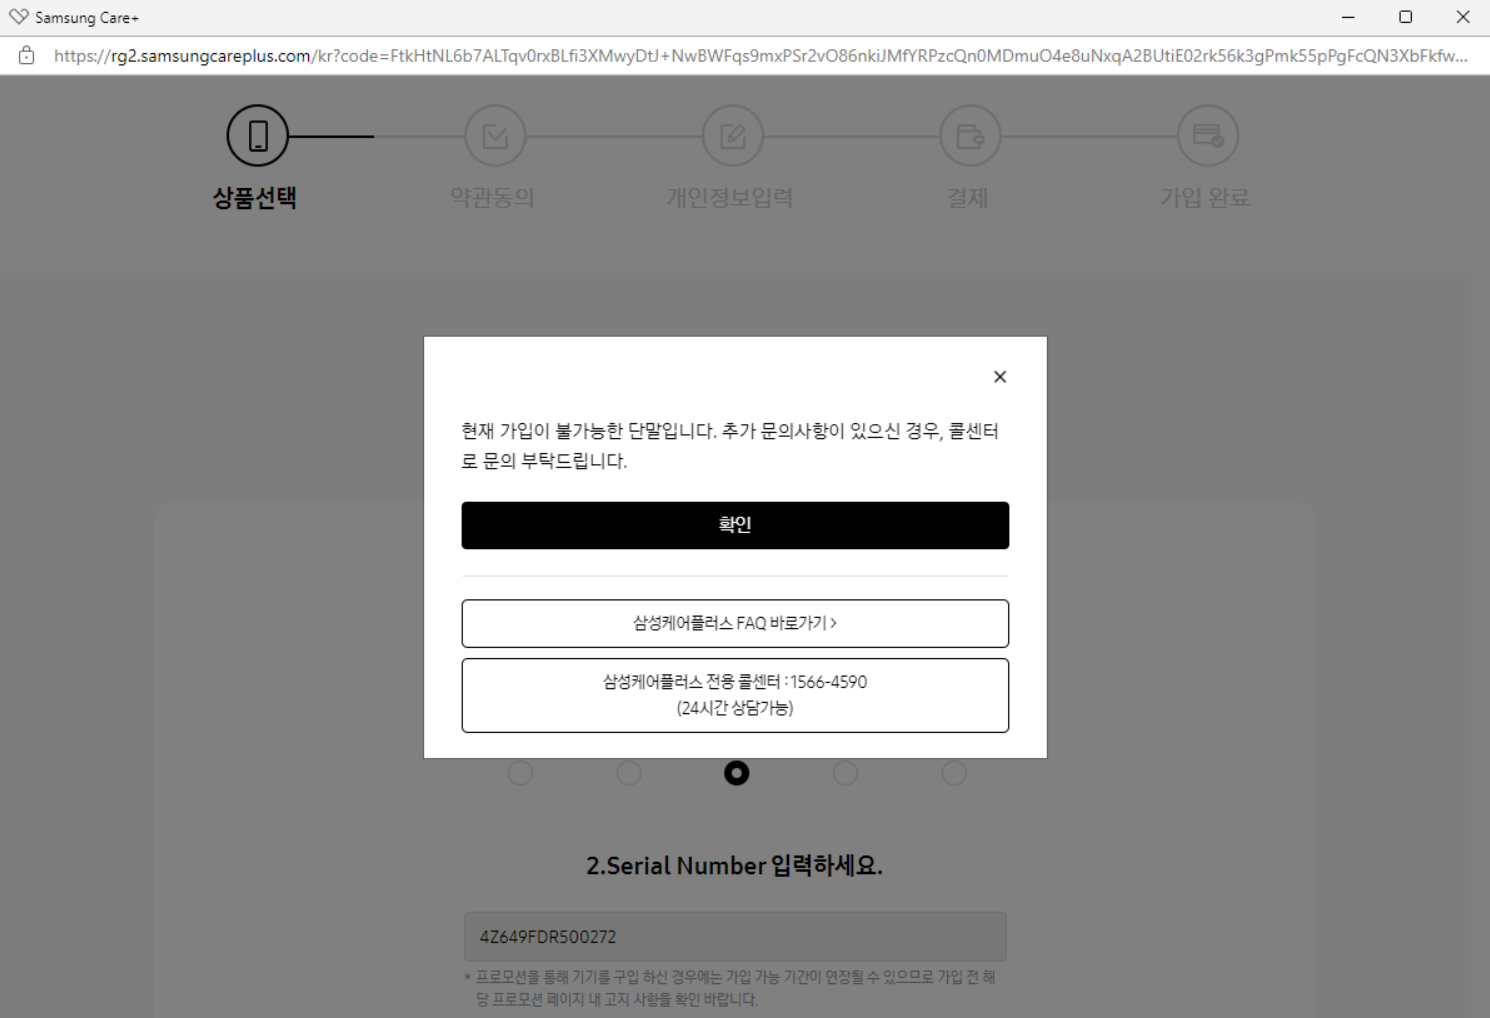 Samsung Care+
https://rg2.samsungcareplus.com/kr?code=FtkHtNL6b7ALTqv0rxBLfi3XMwyDtJ+NwBWFqs9mxPSr2vO86nkiJMfYRPzcQn0MDmuO4e8uNxqA2BUtiE02rk56k3gPmk55pPgFcQN3XbFkfw...
상품선택
약관동의
개인정보입력
결제
가입 완료
현재 가입이 불가능한 단말입니다. 추가 문의사항이 있으신 경우, 콜센터
로 문의 부탁드립니다.
확인
삼성케어플러스 FAQ 바로가기 >
삼성케어플러스 전용 콜센터 : 1566-4590
(24시간 상담가능)
2.Serial Number 입력하세요.
4Z649FDR500272
* 프로모션을 통해 기기를 구입 하신 경우에는 가입 가능 기간이 연장될 수 있으므로 가입 전 해
당 프로모션 페이지 내 고지 사항을 확인 바랍니다.